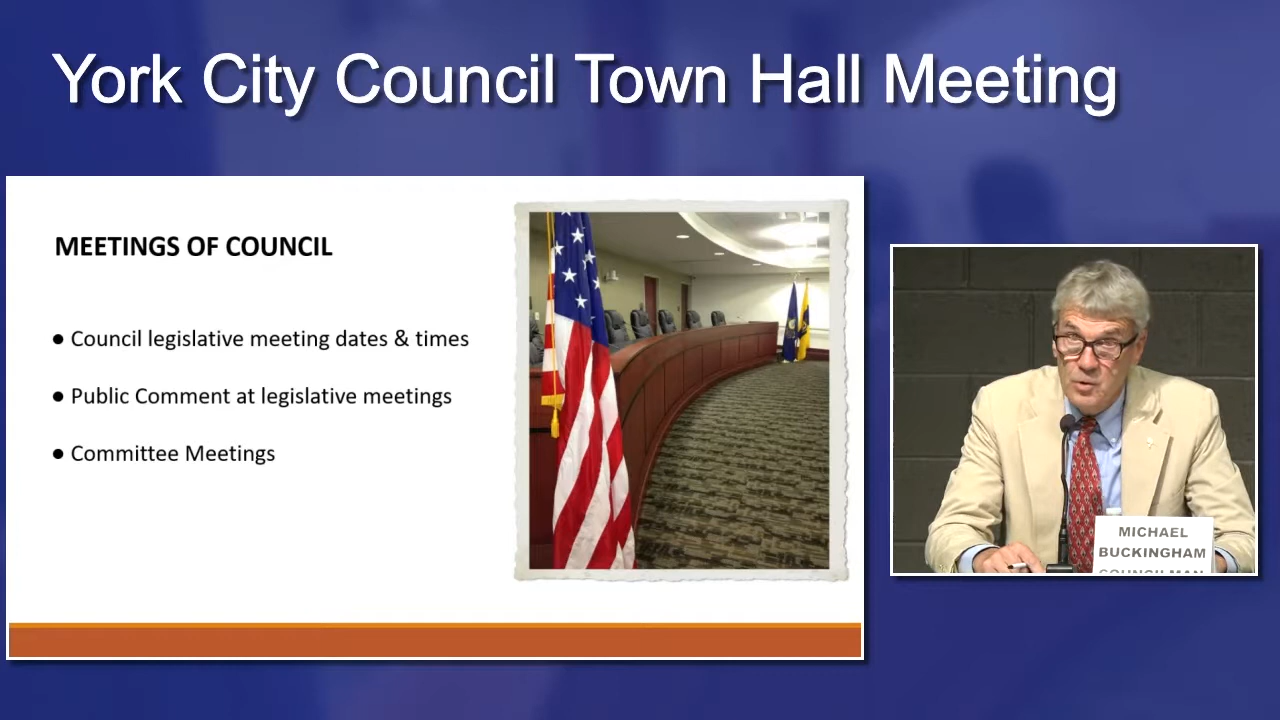 York City Council Town Hall Meeting
MEETINGS OF COUNCIL
● Council legislative meeting dates & times
● Public Comment at legislative meetings
● Committee Meetings
MICHAEL
BUCKINGHAM
COUNCILMAN